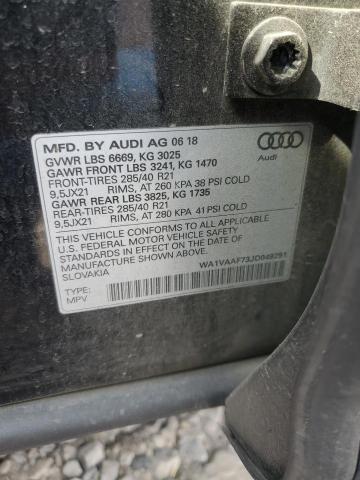 MFD. BY AUDI AG 06 18
GVWR LBS 6669, KG 3025
GAWR FRONT LBS 3241, KG 1470
FRONT-TIRES 285/40 R21
9,5JX21 RIMS, AT 260 KPA 38 PSI COLD
GAWR REAR LBS 3825, KG 1735
REAR-TIRES 285/40 R21
9,5JX21 RIMS, AT 280 KPA 41 PSI COLD
THIS VEHICLE CONFORMS TO ALL APPLICABLE
U.S. FEDERAL MOTOR VEHICLE SAFETY
STANDARDS IN EFFECT ON THE DATE OF
MANUFACTURE SHOWN ABOVE.
SLOVAKIA
Audi
WA1VAAF73JD049291
TYPE:
MPV